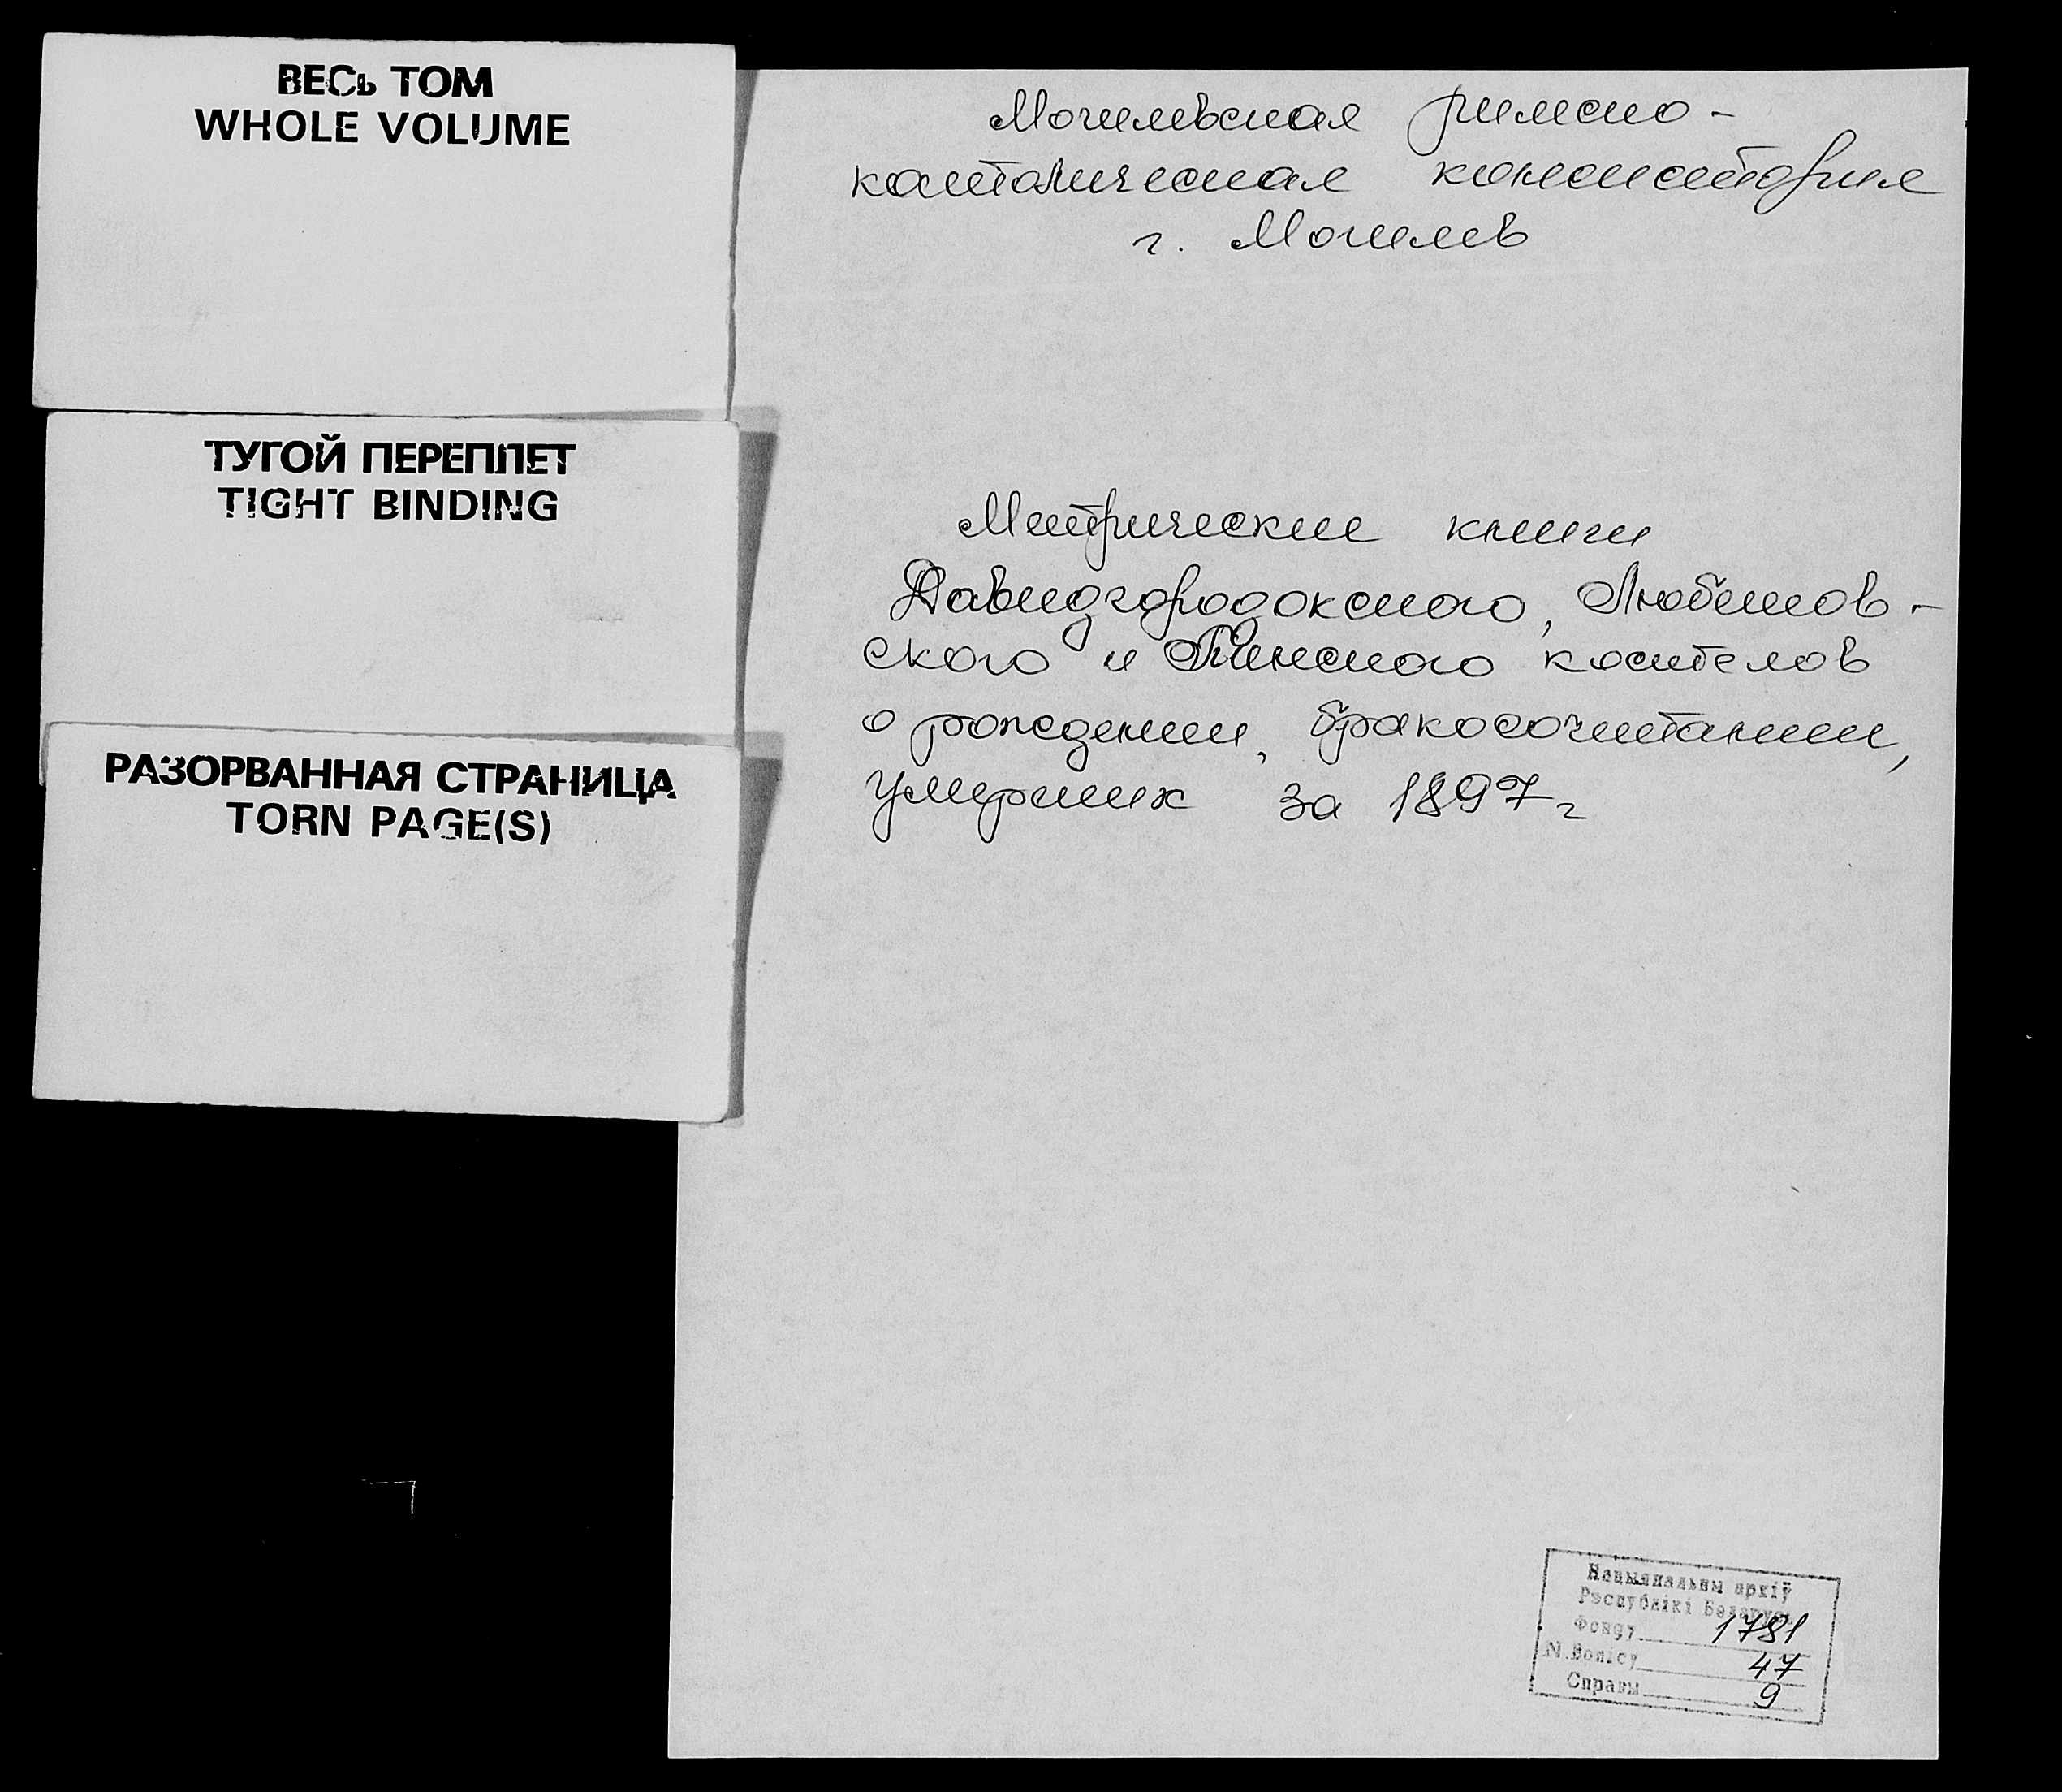 ВЕСЬ ТОМ
WHOLE VOLUME
ТУГОЙ ПЕРЕПЛЕТ
TIGHT BINDING
РАЗОРВАННАЯ СТРАНИЦА
TORN PAGE(S)
Могилевская римско-
католическая консистория
г. Могилев
Метрические книги
Давидгородокского, Любешов-
ского и Пинского костелов
о рождении, бракосочетании,
умерших за 1897 г
Нацыянальны архіў
Рэспублікі Беларусь
Фонду 1781
N Вопісу 47
Справы 9